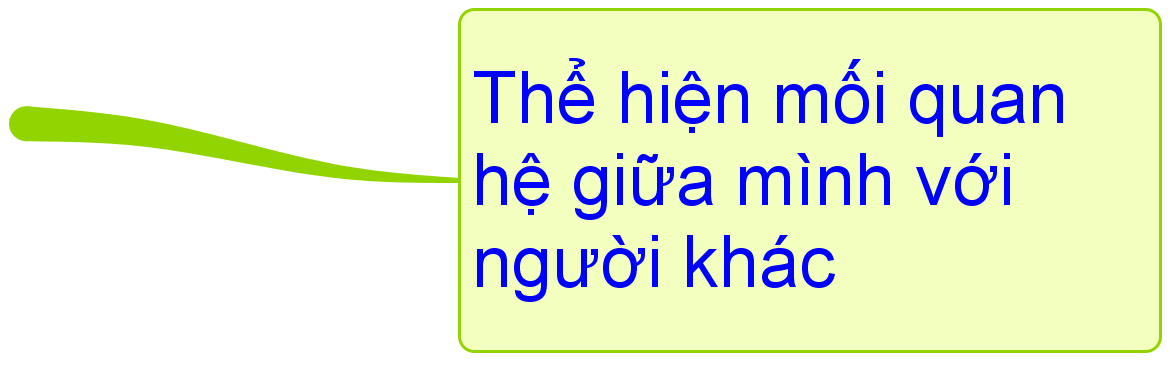 Thể hiện mối quan
hệ giữa mình với
người khác